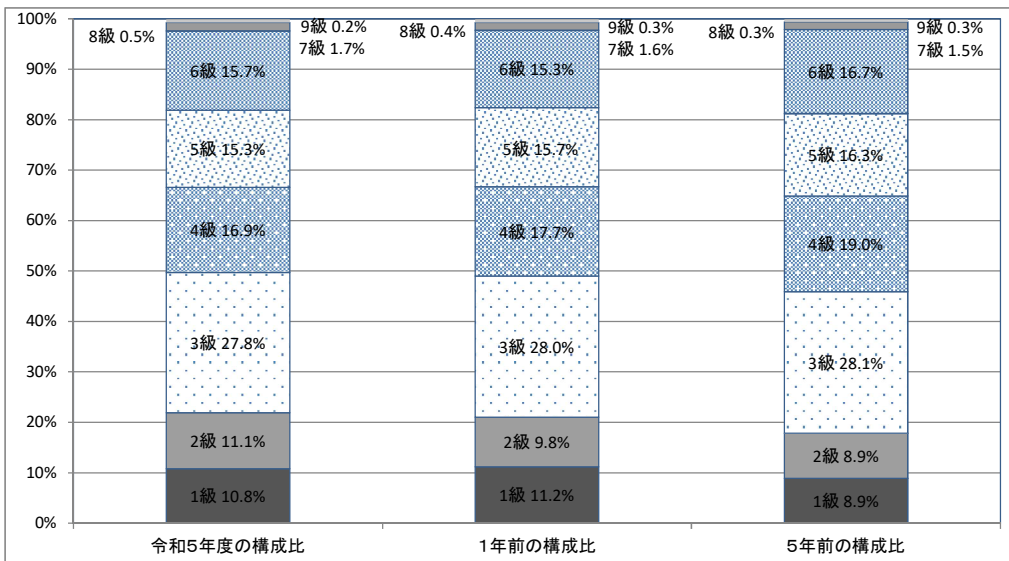 100%
90%
80%
70%
60%
50%
40%
30%
20%
10%
0%
8級 0.5%
9級 0.2%
7級 1.7%
6級 15.7%
5級 15.3%
4級 16.9%
3級 27.8%
2級 11.1%
1級 10.8%
令和5年度の構成比
8級 0.4%
9級 0.3%
7級 1.6%
6級 15.3%
5級 15.7%
4級 17.7%
3級 28.0%
2級 9.8%
1級 11.2%
1年前の構成比
8級 0.3%
9級 0.3%
7級 1.5%
6級 16.7%
5級 16.3%
4級 19.0%
3級 28.1%
2級 8.9%
1級 8.9%
5年前の構成比